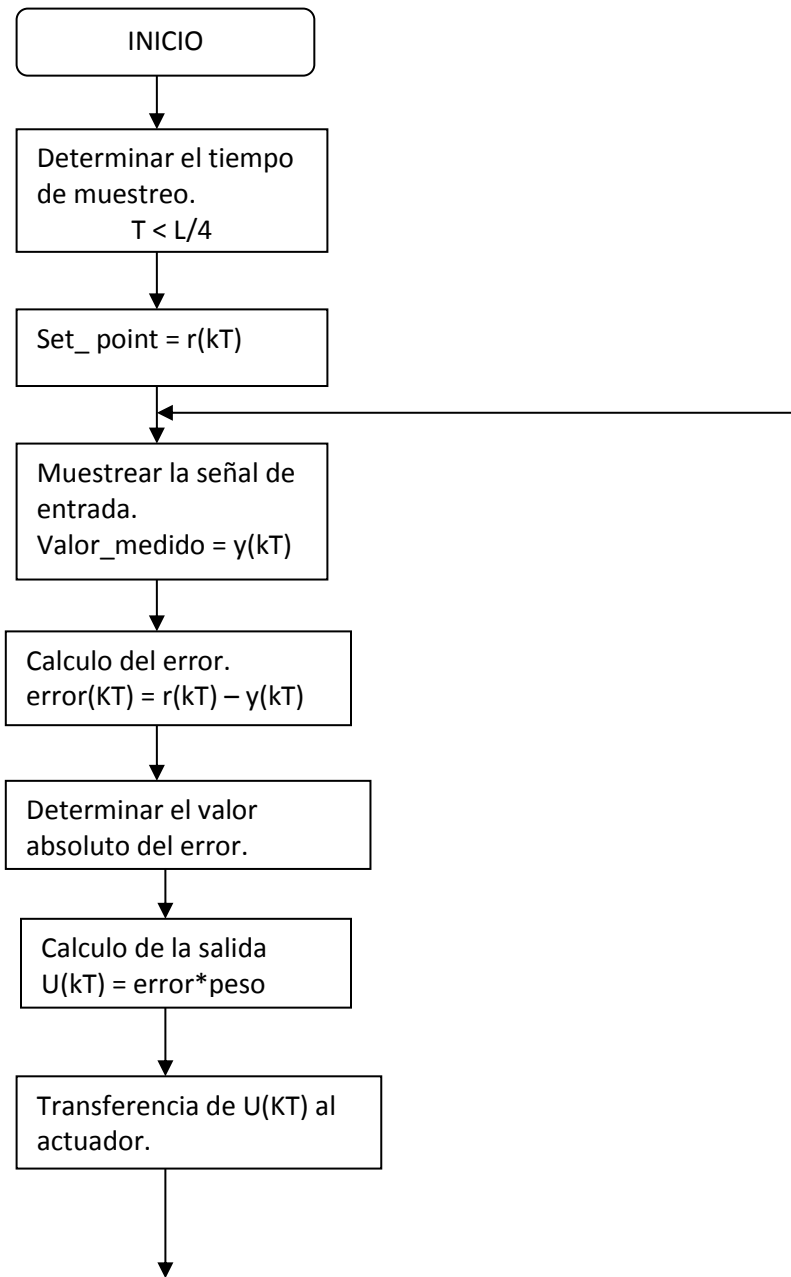 INICIO
Determinar el tiempo
de muestreo.
T < L/4
Set_ point = r(kT)
Muestrear la señal de
entrada.
Valor_medido = y(kT)
Calculo del error.
error(KT) = r(kT) – y(kT)
Determinar el valor
absoluto del error.
Calculo de la salida
U(kT) = error*peso
Transferencia de U(KT) al
actuador.